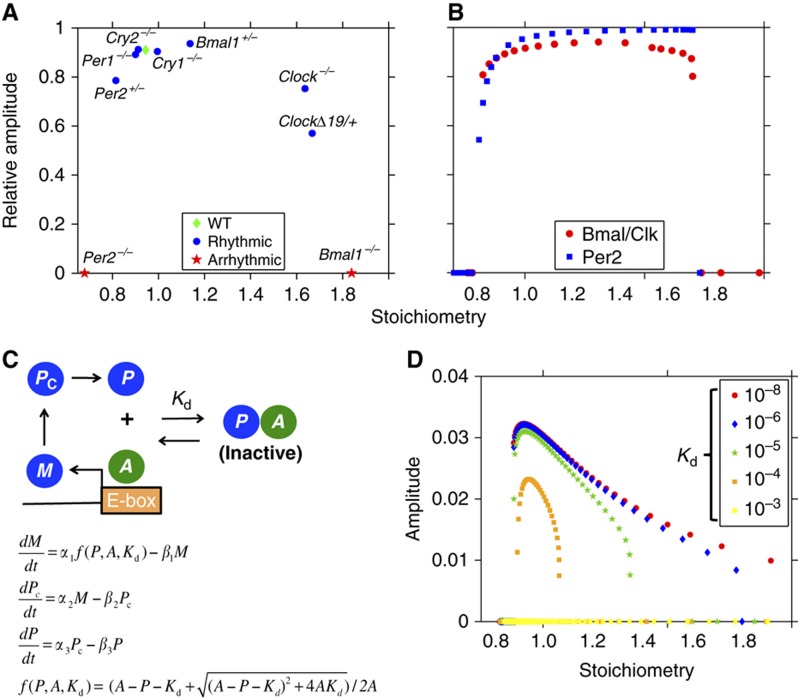 A
Relative amplitude
1
0.8
0.6
0.4
0.2
0
Cry2−/−
Per1−/−
Per2+/−
Cry1−/−
Bmal1+/−
Clock−/−
ClockΔ19/+
WT
Rhythmic
Arrhythmic
Per2−/−
Bmal1−/−
0.8 1.0 1.2 1.4 1.6 1.8
B
Bmal/Clk
Per2
0.8 1.0 1.2 1.4 1.6 1.8
Stoichiometry
C
PC P
Kd
+
P A
(Inactive)
M A
E-box
dM/dt = α1f(P, A, Kd) − β1M
dPc/dt = α2M − β2Pc
dP/dt = α3Pc − β3P
f(P, A, Kd) = (A − P − Kd + √((A − P − Kd)² + 4AKd)) / 2A
D
Amplitude
0.04
0.03
0.02
0.01
0
Kd
10−8
10−6
10−5
10−4
10−3
0.8 1.0 1.2 1.4 1.6 1.8
Stoichiometry